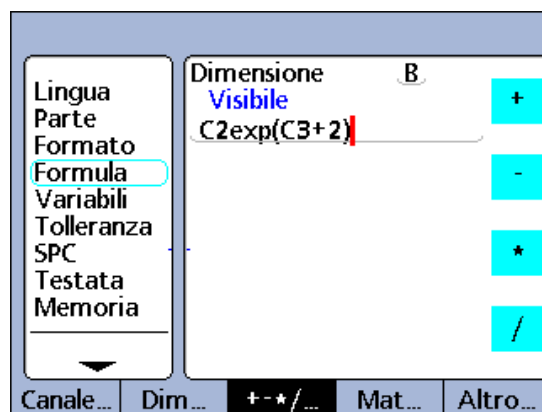 Lingua
Parte
Formato
Formula
Variabili
Tolleranza
SPC
Testata
Memoria
Dimensione B
Visibile
C2exp(C3+2)
+
-
*
/
Canale... Dim... +-*/... Mat... Altro...